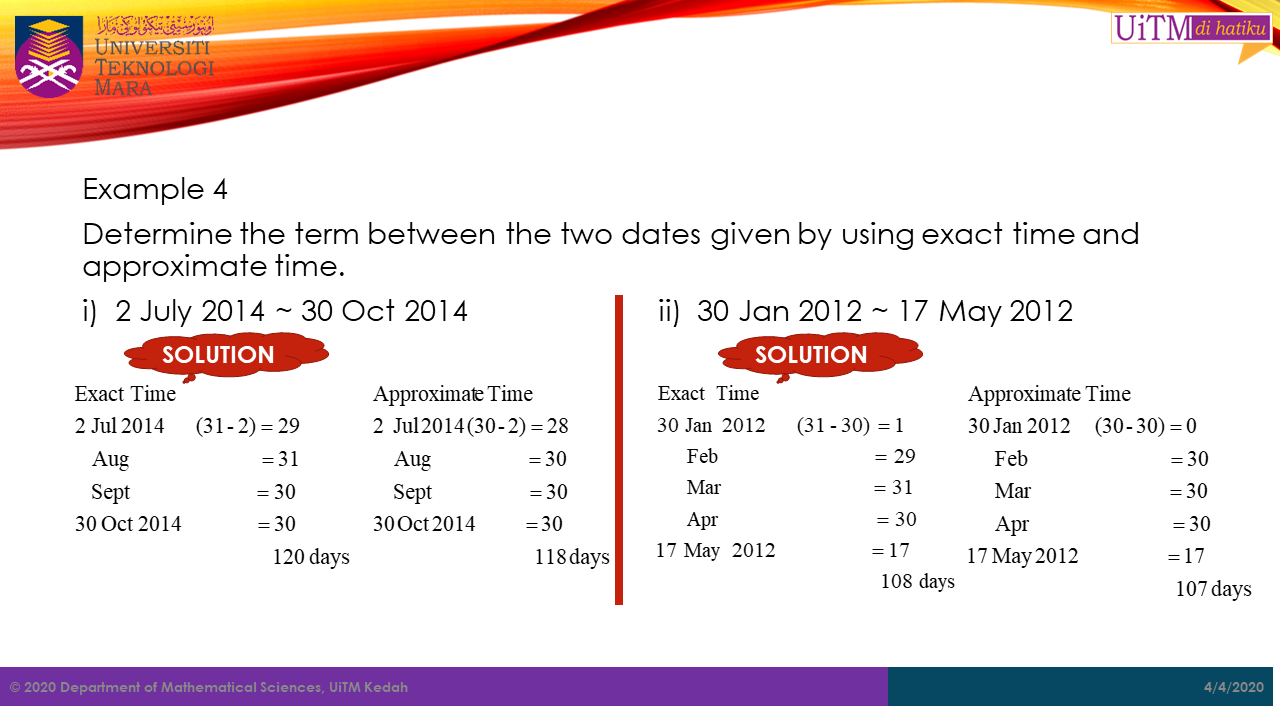 UNIVERSITI
TEKNOLOGI
MARA
UiTM di hatiku
Example 4
Determine the term between the two dates given by using exact time and
approximate time.
i) 2 July 2014 ~ 30 Oct 2014
SOLUTION
Exact Time
2 Jul 2014 (31 - 2) = 29
Aug = 31
Sept = 30
30 Oct 2014 = 30
120 days
Approximate Time
2 Jul 2014 (30 - 2) = 28
Aug = 30
Sept = 30
30 Oct 2014 = 30
118 days
ii) 30 Jan 2012 ~ 17 May 2012
SOLUTION
Exact Time
30 Jan 2012 (31 - 30) = 1
Feb = 29
Mar = 31
Apr = 30
17 May 2012 = 17
108 days
Approximate Time
30 Jan 2012 (30 - 30) = 0
Feb = 30
Mar = 30
Apr = 30
17 May 2012 = 17
107 days
© 2020 Department of Mathematical Sciences, UiTM Kedah
4/4/2020